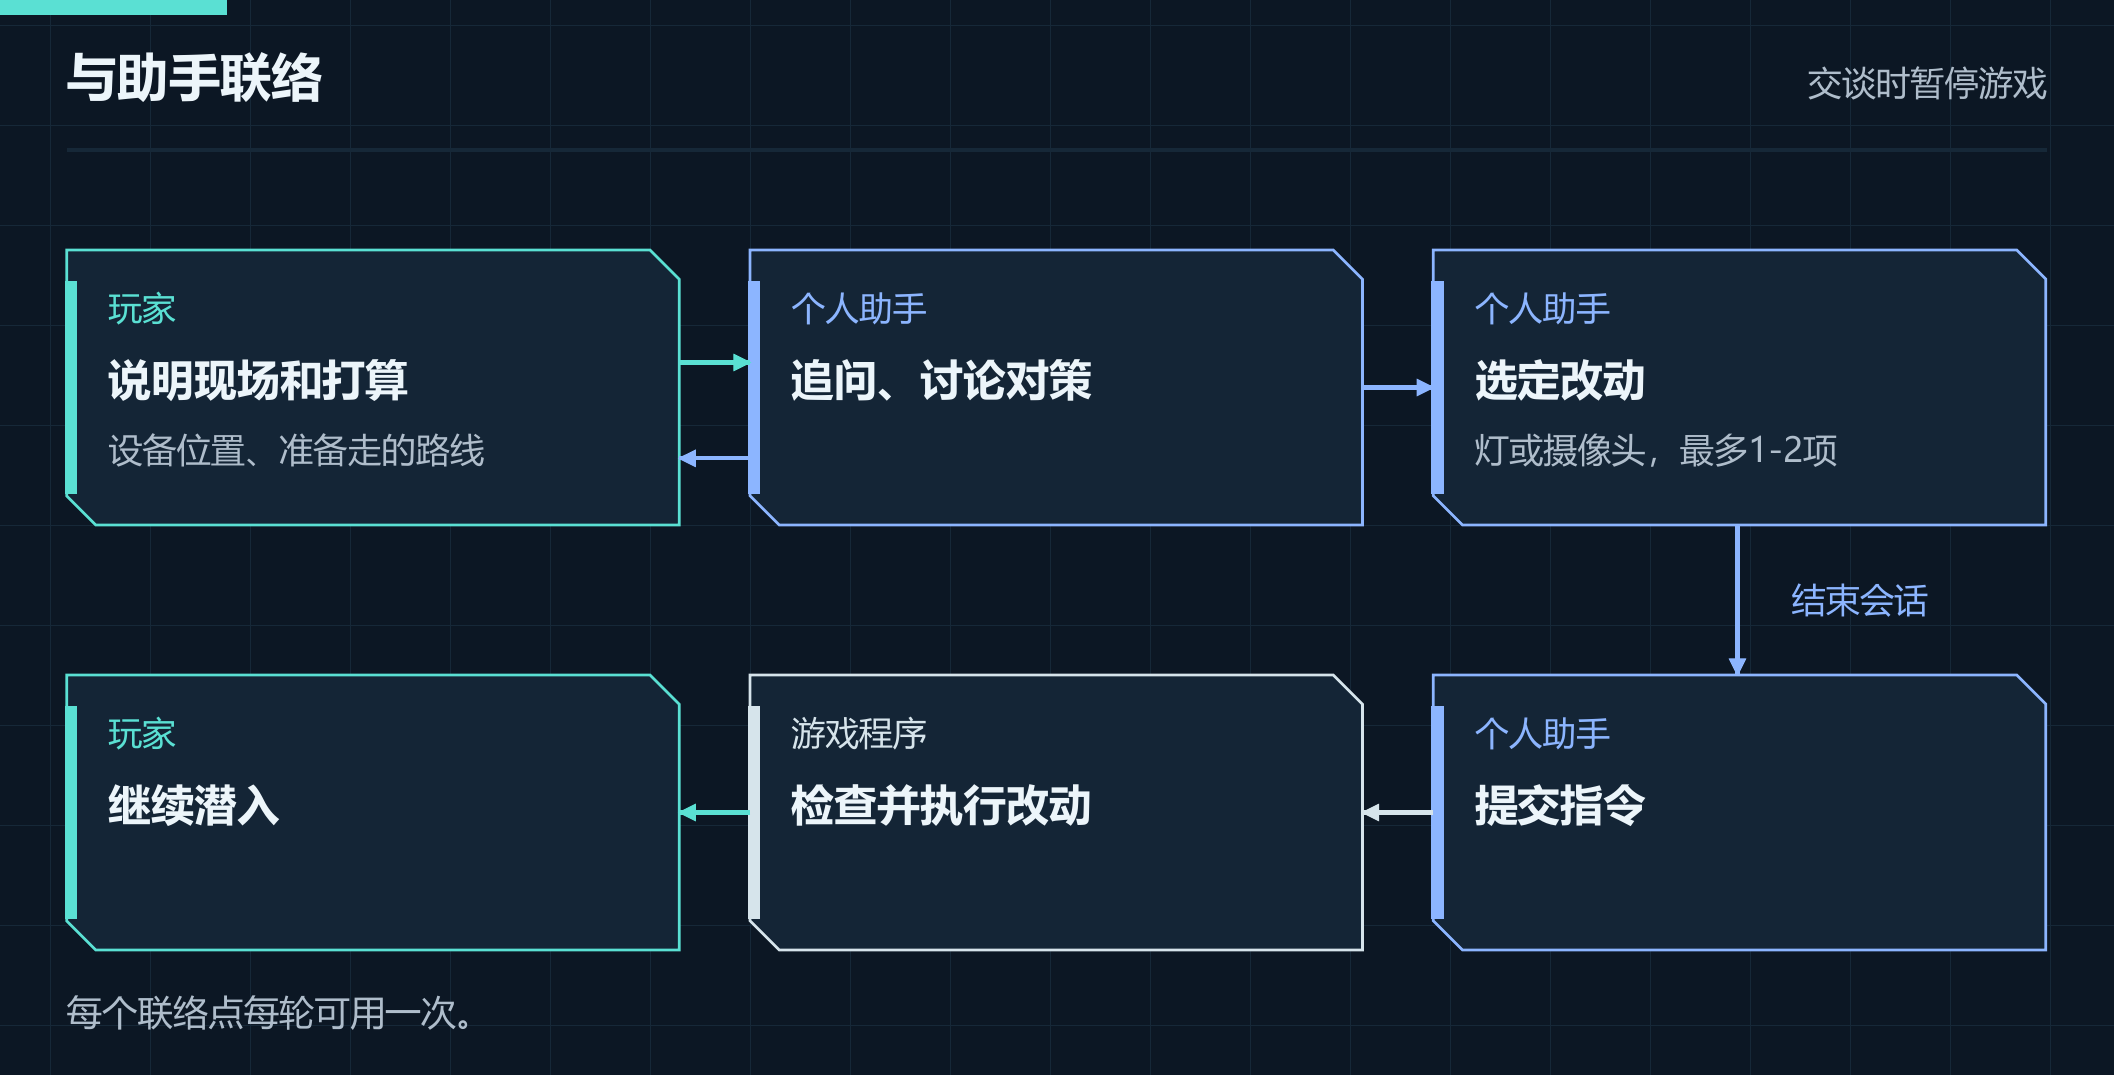 与助手联络
交谈时暂停游戏
玩家
说明现场和打算
设备位置、准备走的路线
个人助手
追问、讨论对策
个人助手
选定改动
灯或摄像头，最多1-2项
结束会话
玩家
继续潜入
游戏程序
检查并执行改动
个人助手
提交指令
每个联络点每轮可用一次。